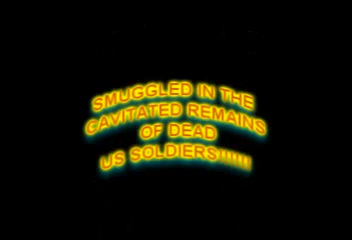 SMUGGLED IN THE
CAVITATED REMAINS
OF DEAD
US SOLDIERS!!!!!!